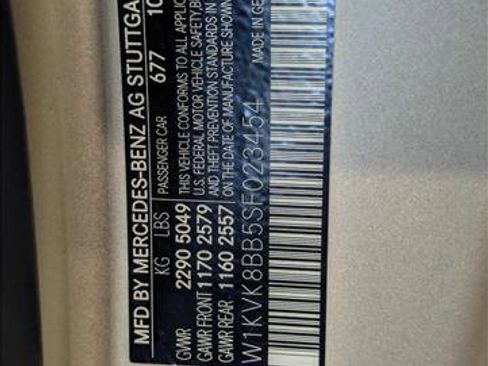 MFD BY MERCEDES-BENZ AG STUTTGA
KG LBS PASSENGER CAR 677 10
GVWR 2290 5049 THIS VEHICLE CONFORMS TO ALL APPLIC
GAWR FRONT 1170 2579 U.S. FEDERAL MOTOR VEHICLE SAFETY, B
GAWR REAR 1160 2557 AND THEFT PREVENTION STANDARDS I
ON THE DATE OF MANUFACTURE SHOWN
W1KVK8BB5SF023454 MADE IN GE